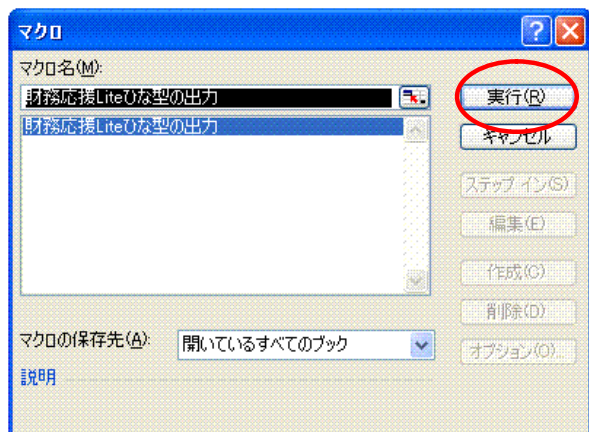 マクロ
マクロ名(M):
財務応援Liteひな型の出力
財務応援Liteひな型の出力
実行(R)
キャンセル
ステップ イン(S)
編集(E)
作成(C)
削除(D)
オプション(O)...
マクロの保存先(A):
開いているすべてのブック
説明